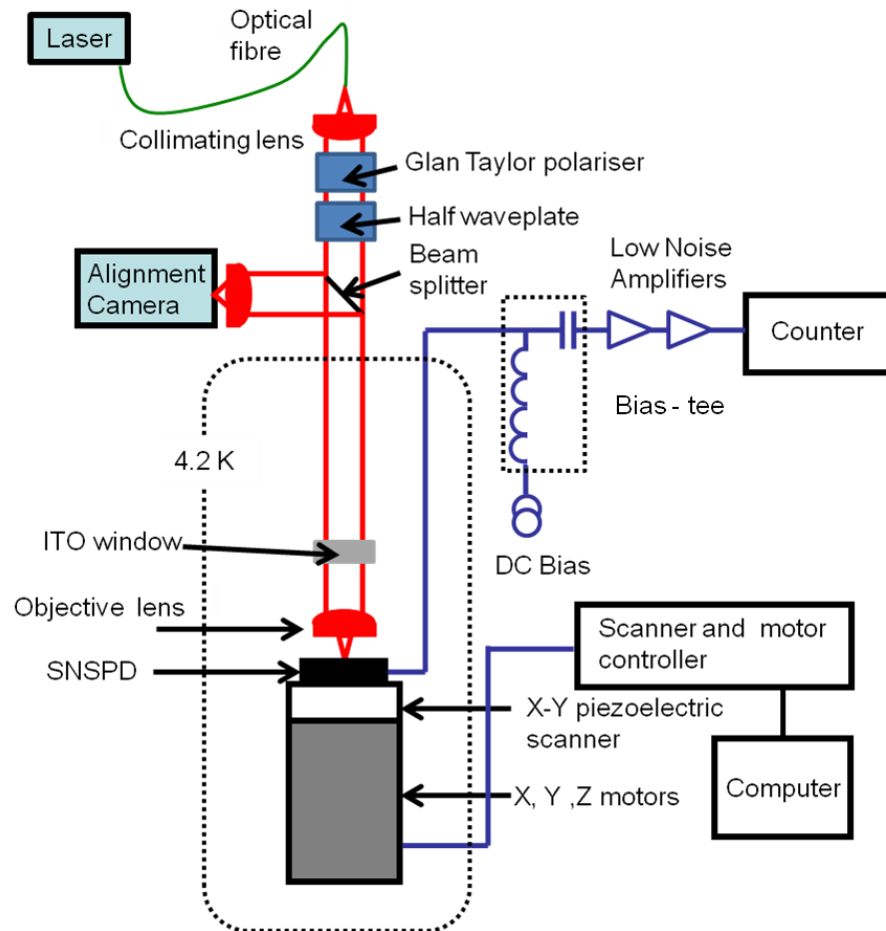 Laser
Optical
fibre
Collimating lens
Glan Taylor polariser
Half waveplate
Beam
splitter
Alignment
Camera
Low Noise
Amplifiers
Counter
Bias - tee
4.2 K
DC Bias
ITO window
Objective lens
SNSPD
Scanner and motor
controller
X-Y piezoelectric
scanner
X, Y ,Z motors
Computer